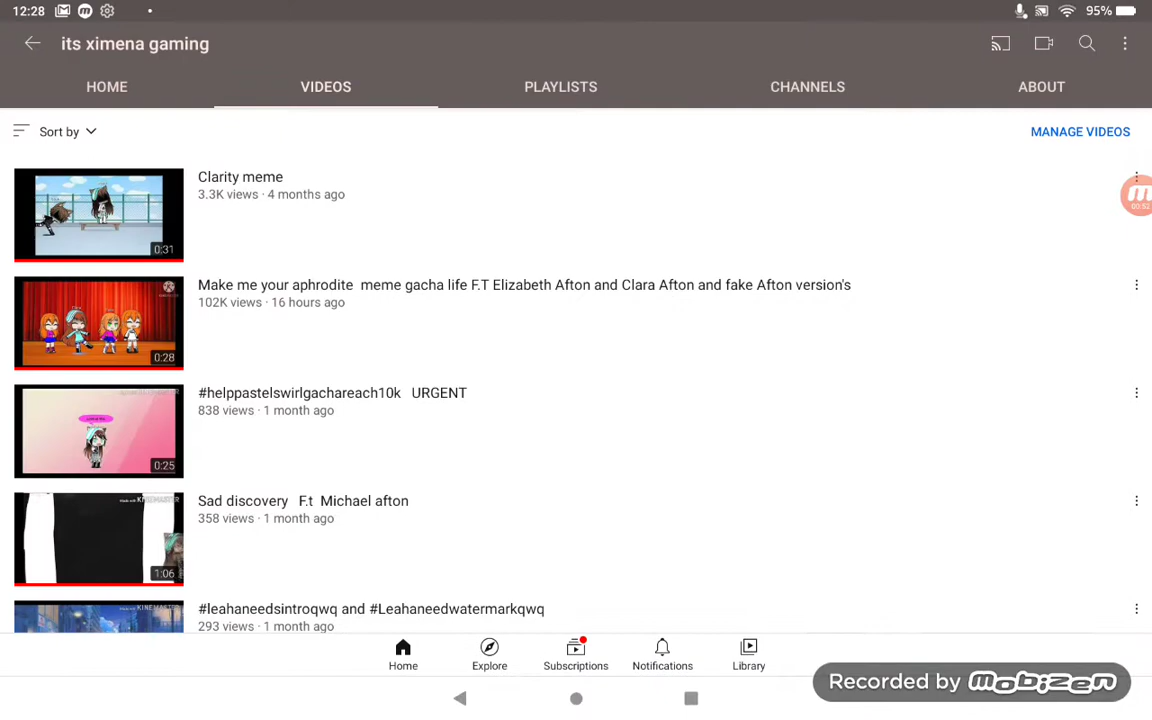 12:28
95%
its ximena gaming
HOME
VIDEOS
PLAYLISTS
CHANNELS
ABOUT
Sort by
MANAGE VIDEOS
Clarity meme
3.3K views · 4 months ago
0:31
00:52
Make me your aphrodite meme gacha life F.T Elizabeth Afton and Clara Afton and fake Afton version's
102K views · 16 hours ago
0:28
#helppastelswirlgachareach10k URGENT
838 views · 1 month ago
0:25
Sad discovery F.t Michael afton
358 views · 1 month ago
1:06
#leahaneedsintroqwq and #Leahaneedwatermarkqwq
293 views · 1 month ago
Home
Explore
Subscriptions
Notifications
Library
Recorded by mobizen